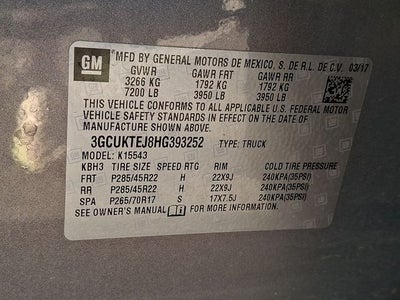 GM MFD BY GENERAL MOTORS DE MEXICO, S. DE R.L. DE C.V. 03/17
GVWR GAWR FRT GAWR RR
3266 KG 1792 KG 1792 KG
7200 LB 3950 LB 3950 LB
THIS VEHICLE CONFORMS TO ALL APPLICABLE U.S. FEDERAL MOTOR
VEHICLE SAFETY STANDARDS IN EFFECT ON THE DATE OF
MANUFACTURE SHOWN ABOVE.
3GCUKTEJ8HG393252 TYPE: TRUCK
MODEL: K15543
KBH3 TIRE SIZE SPEED RTG RIM COLD TIRE PRESSURE
FRT P285/45R22 H 22X9J 240KPA(35PSI)
RR P285/45R22 H 22X9J 240KPA(35PSI)
SPA P265/70R17 S 17X7.5J 240KPA(35PSI)
SEE OWNER'S MANUAL FOR MORE INFORMATION.